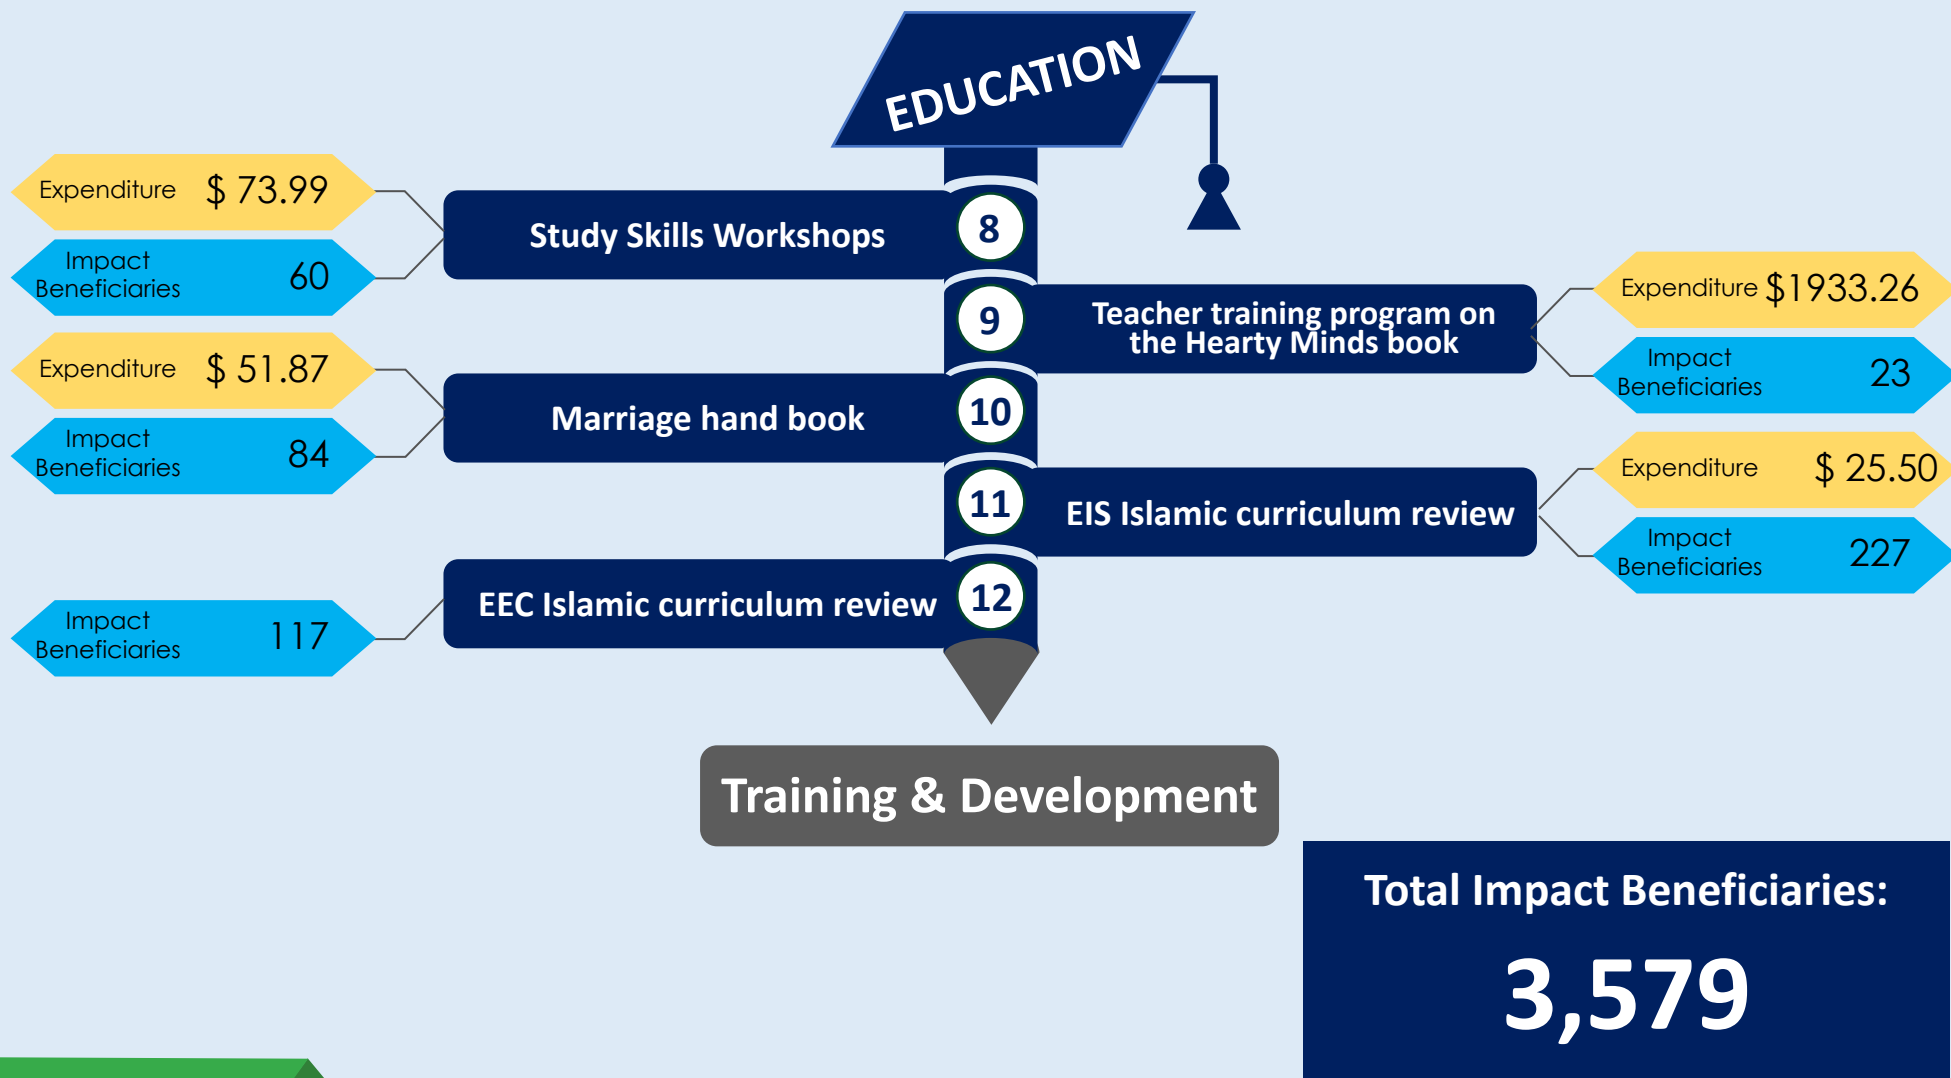 EDUCATION
Expenditure $ 73.99
Impact
Beneficiaries 60
Study Skills Workshops
8
9
Teacher training program on
the Hearty Minds book
Expenditure $1933.26
Impact
Beneficiaries 23
Expenditure $ 51.87
Impact
Beneficiaries 84
Marriage hand book
10
11
EIS Islamic curriculum review
Expenditure $ 25.50
Impact
Beneficiaries 227
Impact
Beneficiaries 117
EEC Islamic curriculum review
12
Training & Development
Total Impact Beneficiaries:
3,579